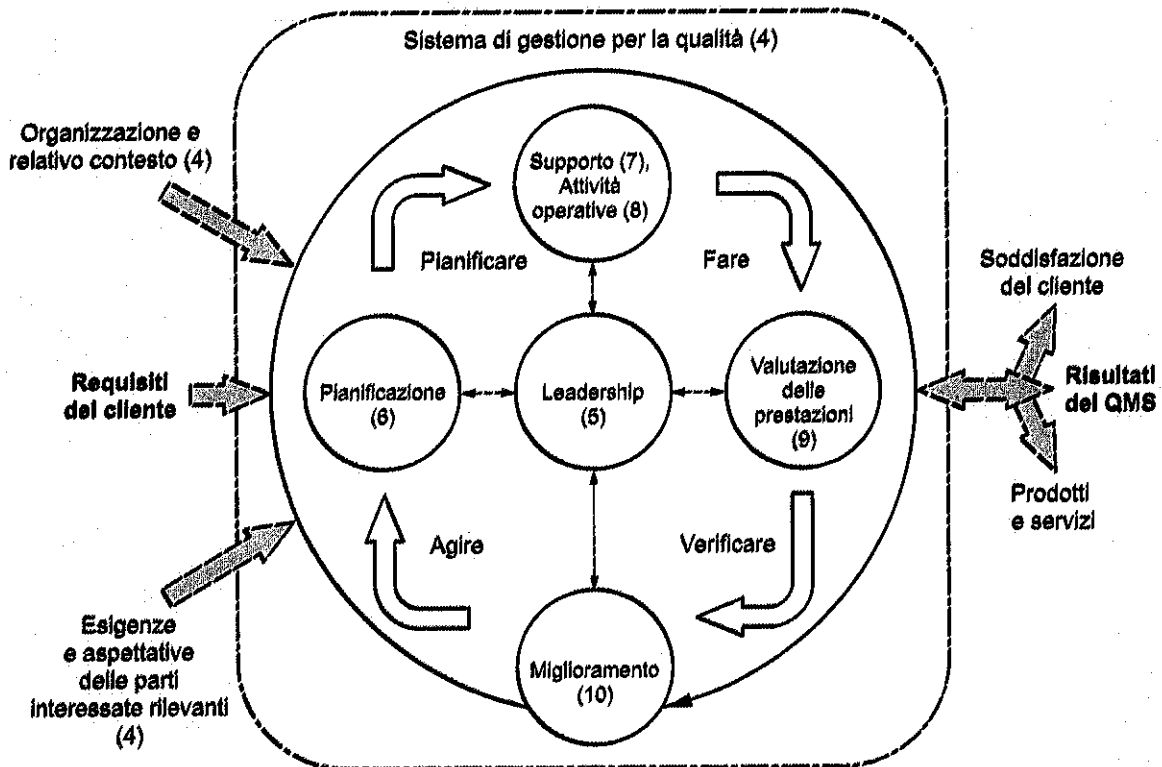 Sistema di gestione per la qualità (4)
Organizzazione e
relativo contesto (4)
Supporto (7),
Attività
operative (8)
Pianificare
Fare
Soddisfazione
del cliente
Requisiti
del cliente
Pianificazione
(6)
Leadership
(5)
Valutazione
delle
prestazioni
(9)
Risultati
del QMS
Prodotti
e servizi
Agire
Verificare
Esigenze
e aspettative
delle parti
interessate rilevanti
(4)
Miglioramento
(10)